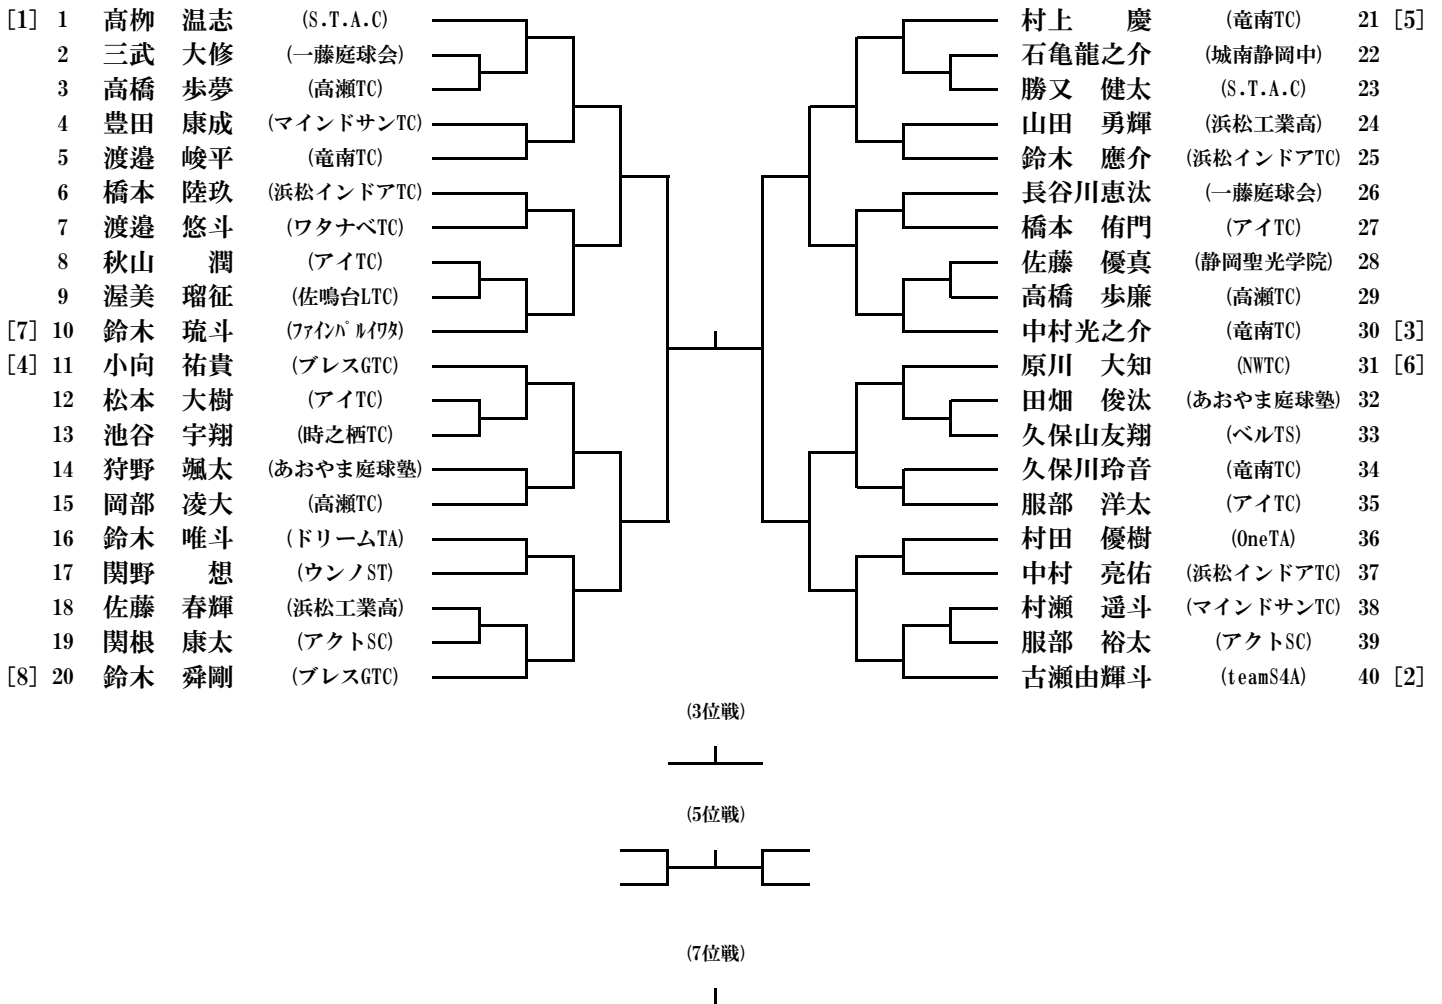 [1] 1 髙栁 温志 (S.T.A.C)
2 三武 大修 (一藤庭球会)
3 高橋 歩夢 (高瀬TC)
4 豊田 康成 (マインドサンTC)
5 渡邉 峻平 (竜南TC)
6 橋本 陸玖 (浜松インドアTC)
7 渡邉 悠斗 (ワタナベTC)
8 秋山 潤 (アイTC)
9 渥美 瑠征 (佐鳴台LTC)
[7] 10 鈴木 琉斗 (ファインパルイワタ)
[4] 11 小向 祐貴 (ブレスGTC)
12 松本 大樹 (アイTC)
13 池谷 宇翔 (時之栖TC)
14 狩野 颯太 (あおやま庭球塾)
15 岡部 凌大 (高瀬TC)
16 鈴木 唯斗 (ドリームTA)
17 関野 想 (ウンノST)
18 佐藤 春輝 (浜松工業高)
19 関根 康太 (アクトSC)
[8] 20 鈴木 舜剛 (ブレスGTC)
村上 慶 (竜南TC) 21 [5]
石亀龍之介 (城南静岡中) 22
勝又 健太 (S.T.A.C) 23
山田 勇輝 (浜松工業高) 24
鈴木 應介 (浜松インドアTC) 25
長谷川恵汰 (一藤庭球会) 26
橋本 侑門 (アイTC) 27
佐藤 優真 (静岡聖光学院) 28
高橋 歩廉 (高瀬TC) 29
中村光之介 (竜南TC) 30 [3]
原川 大知 (NWTC) 31 [6]
田畑 俊汰 (あおやま庭球塾) 32
久保山友翔 (ベルTS) 33
久保川玲音 (竜南TC) 34
服部 洋太 (アイTC) 35
村田 優樹 (OneTA) 36
中村 亮佑 (浜松インドアTC) 37
村瀬 遥斗 (マインドサンTC) 38
服部 裕太 (アクトSC) 39
古瀬由輝斗 (teamS4A) 40 [2]
(3位戦)
(5位戦)
(7位戦)